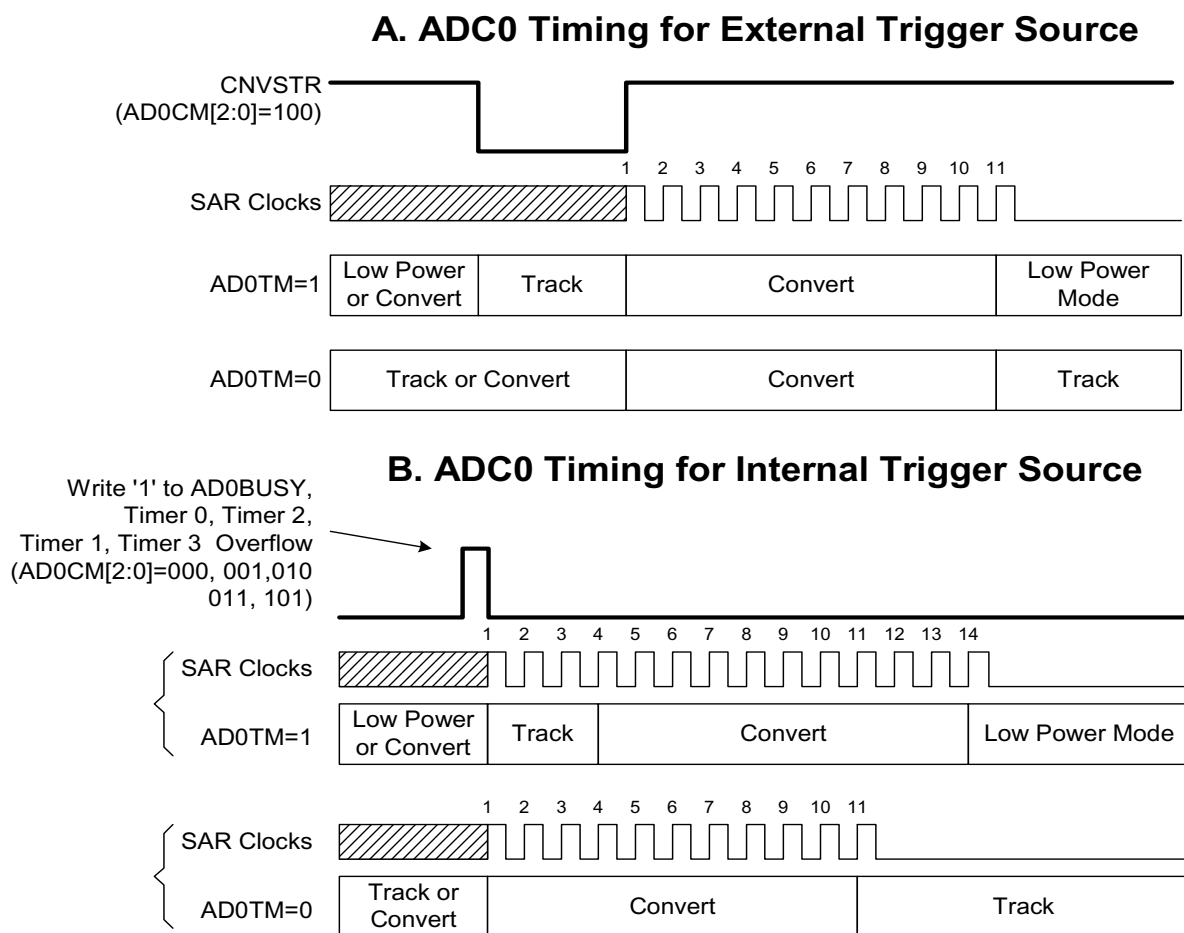 A. ADC0 Timing for External Trigger Source
CNVSTR
(AD0CM[2:0]=100)
1 2 3 4 5 6 7 8 9 10 11
SAR Clocks
AD0TM=1
Low Power
or Convert
Track
Convert
Low Power
Mode
AD0TM=0
Track or Convert
Convert
Track
B. ADC0 Timing for Internal Trigger Source
Write '1' to AD0BUSY,
Timer 0, Timer 2,
Timer 1, Timer 3 Overflow
(AD0CM[2:0]=000, 001,010
011, 101)
1 2 3 4 5 6 7 8 9 10 11 12 13 14
SAR Clocks
AD0TM=1
Low Power
or Convert
Track
Convert
Low Power Mode
1 2 3 4 5 6 7 8 9 10 11
SAR Clocks
AD0TM=0
Track or
Convert
Convert
Track